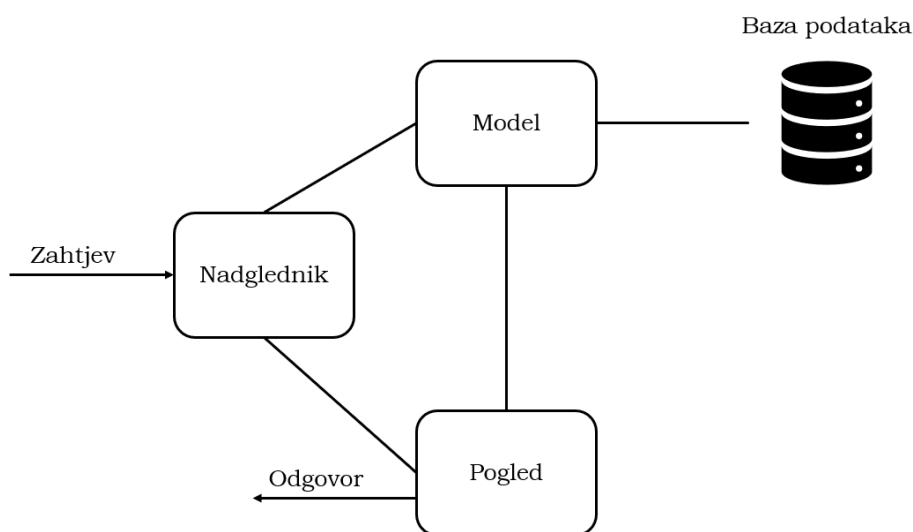 Baza podataka
Model
Zahtjev
Nadglednik
Odgovor
Pogled